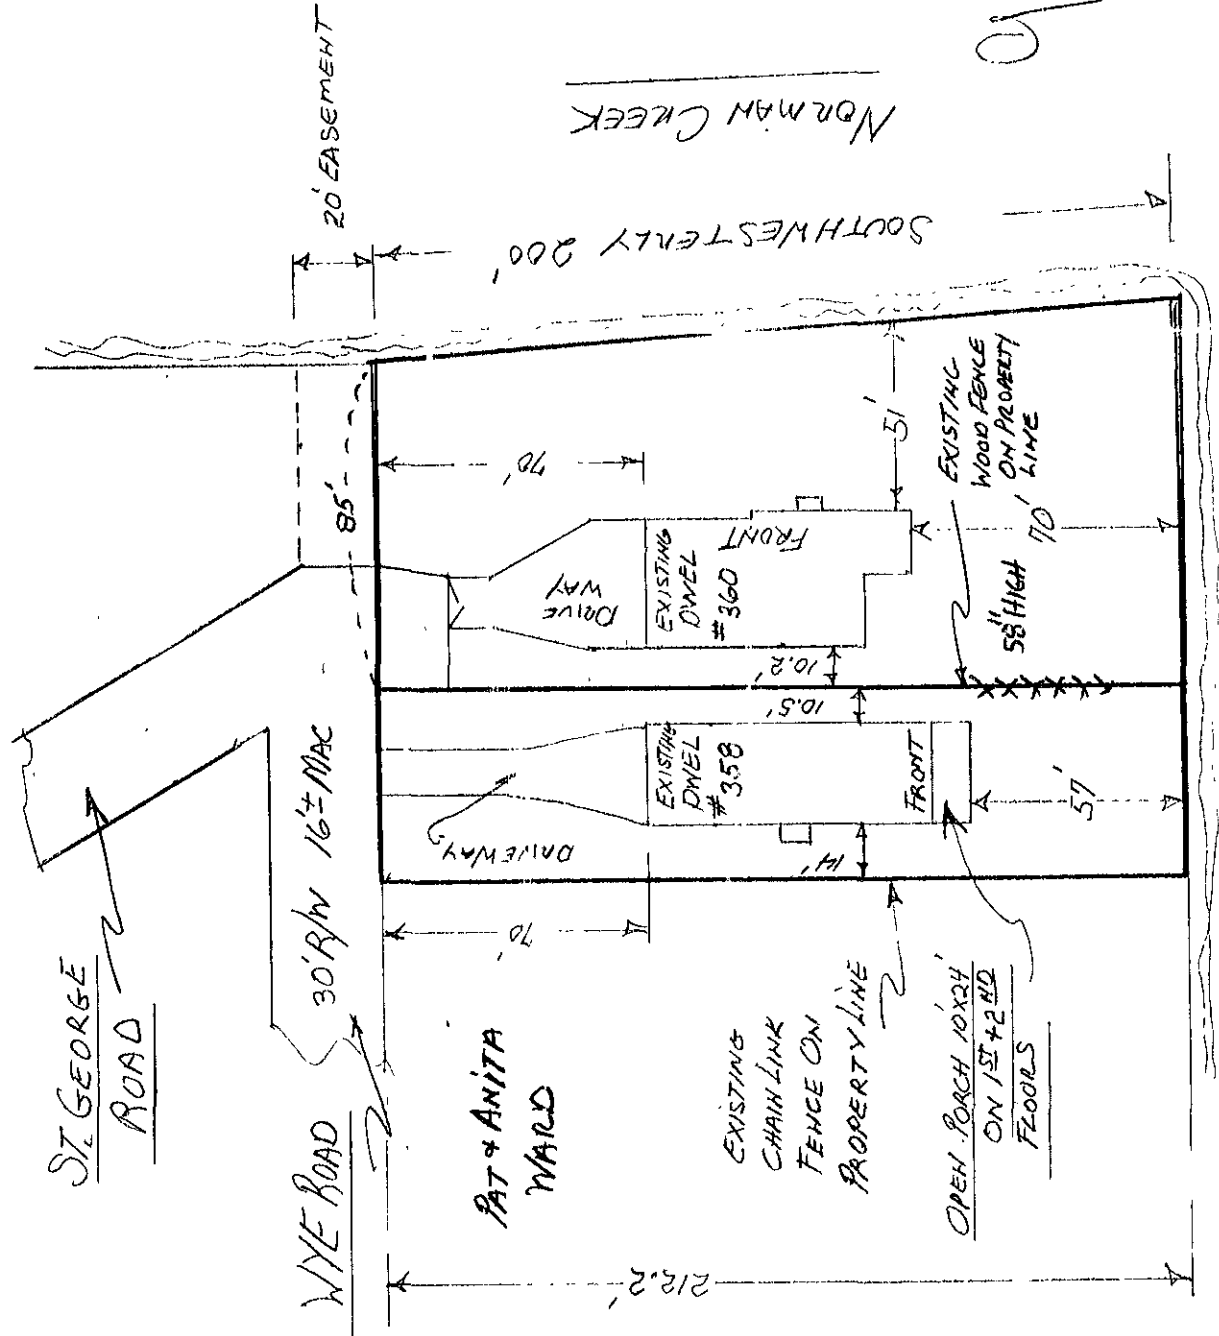 ST. GEORGE
ROAD
WYE ROAD
30' R/W 16'± MAC
20' EASEMENT
NORMAN CREEK
SOUTHWESTERLY 200'
85'
70'
DRIVE
WAY
EXISTING
DWEL
#360
FRONT
51'
70'
EXISTING
WOOD FENCE
ON PROPERTY
LINE
58" HIGH
10.2'
10.5'
DRIVEWAY
EXISTING
DWEL
#358
FRONT
14'
57'
70'
PAT & ANITA
WARD
EXISTING
CHAIN LINK
FENCE ON
PROPERTY LINE
OPEN PORCH 10'X24'
ON 1ST + 2ND
FLOORS
212.2'